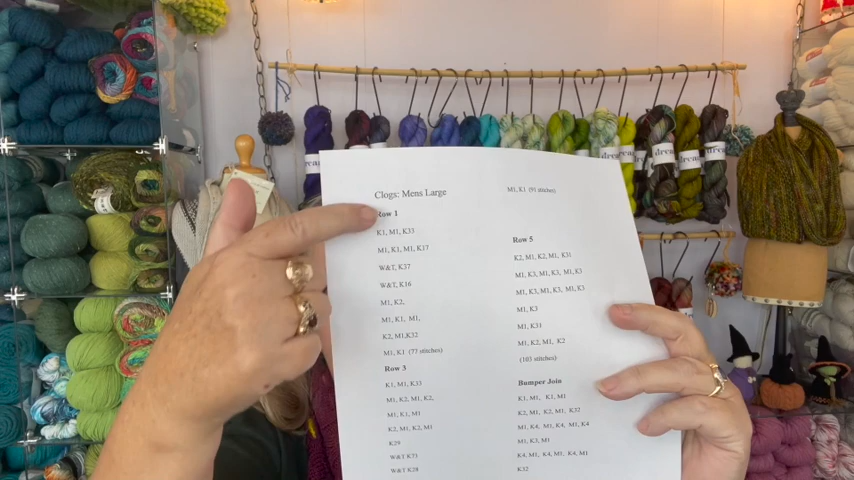 Clogs: Mens Large
Row 1
K1, M1, K33
M1, K1, M1, K17
W&T, K37
W&T, K16
M1, K2,
M1, K1, M1,
K2, M1,K32
M1, K1 (77 stitches)
Row 3
K1, M1, K33
M1, K2, M1, K2,
M1, K1, M1
K2, M1, K2, M1
K29
W&T K73
W&T K28
M1, K1 (91 stitches)
Row 5
K2, M1, K2, M1, K31
M1, K3, M1, K3, M1, K3
M1, K3, M1, K3, M1, K3
M1, K3
M1, K31
M1, K2, M1, K2
(103 stitches)
Bumper Join
K1, M1, K1, M1
K2, M1, K2, M1, K32
M1, K4, M1, K4, M1, K4
M1, K3, M1
K4, M1, K4, M1, K4, M1
K32